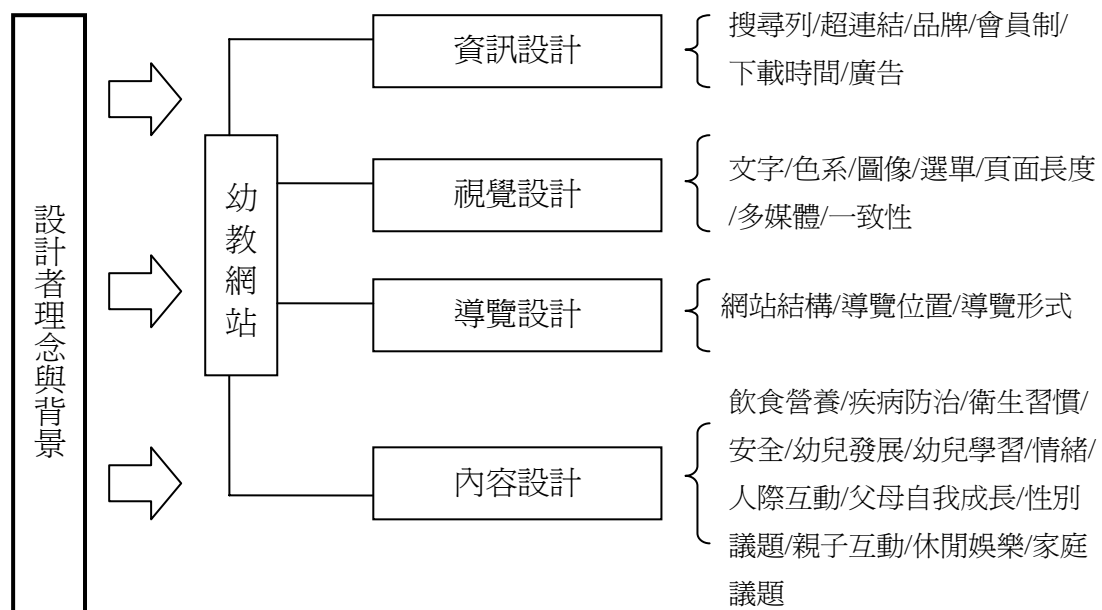 設計者理念與背景
幼教網站
資訊設計
搜尋列/超連結/品牌/會員制/
下載時間/廣告
視覺設計
文字/色系/圖像/選單/頁面長度
/多媒體/一致性
導覽設計
網站結構/導覽位置/導覽形式
內容設計
飲食營養/疾病防治/衛生習慣/
安全/幼兒發展/幼兒學習/情緒/
人際互動/父母自我成長/性別
議題/親子互動/休閒娛樂/家庭
議題